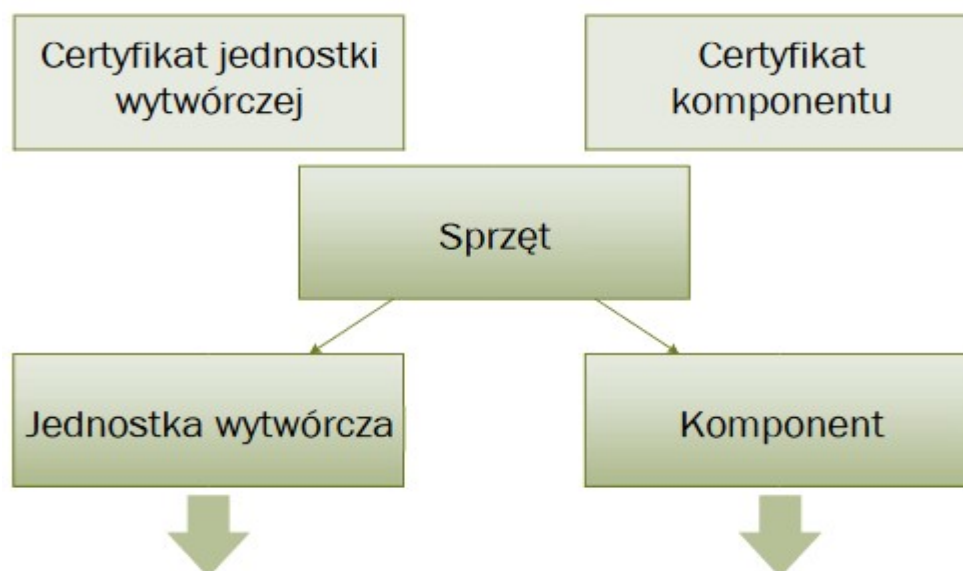 Certyfikat jednostki
wytwórczej
Certyfikat
komponentu
Sprzęt
Jednostka wytwórcza
Komponent